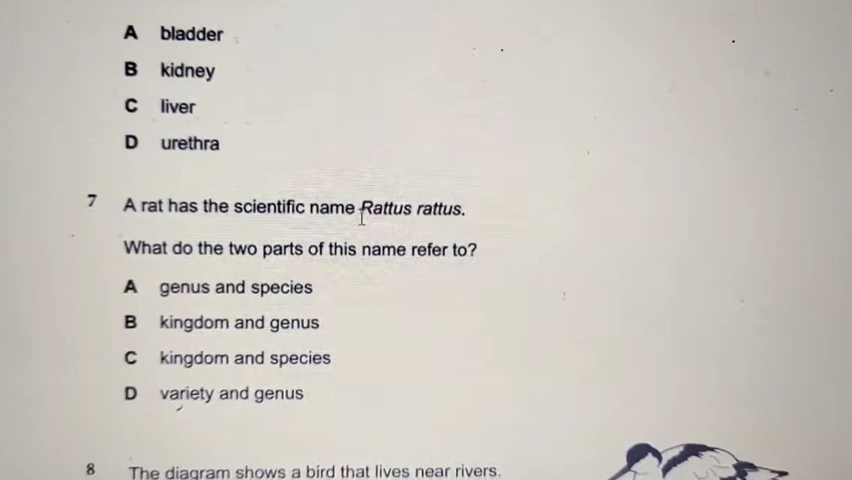 A bladder
B kidney
C liver
D urethra
7 A rat has the scientific name Rattus rattus.
What do the two parts of this name refer to?
A genus and species
B kingdom and genus
C kingdom and species
D variety and genus
8 The diagram shows a bird that lives near rivers.